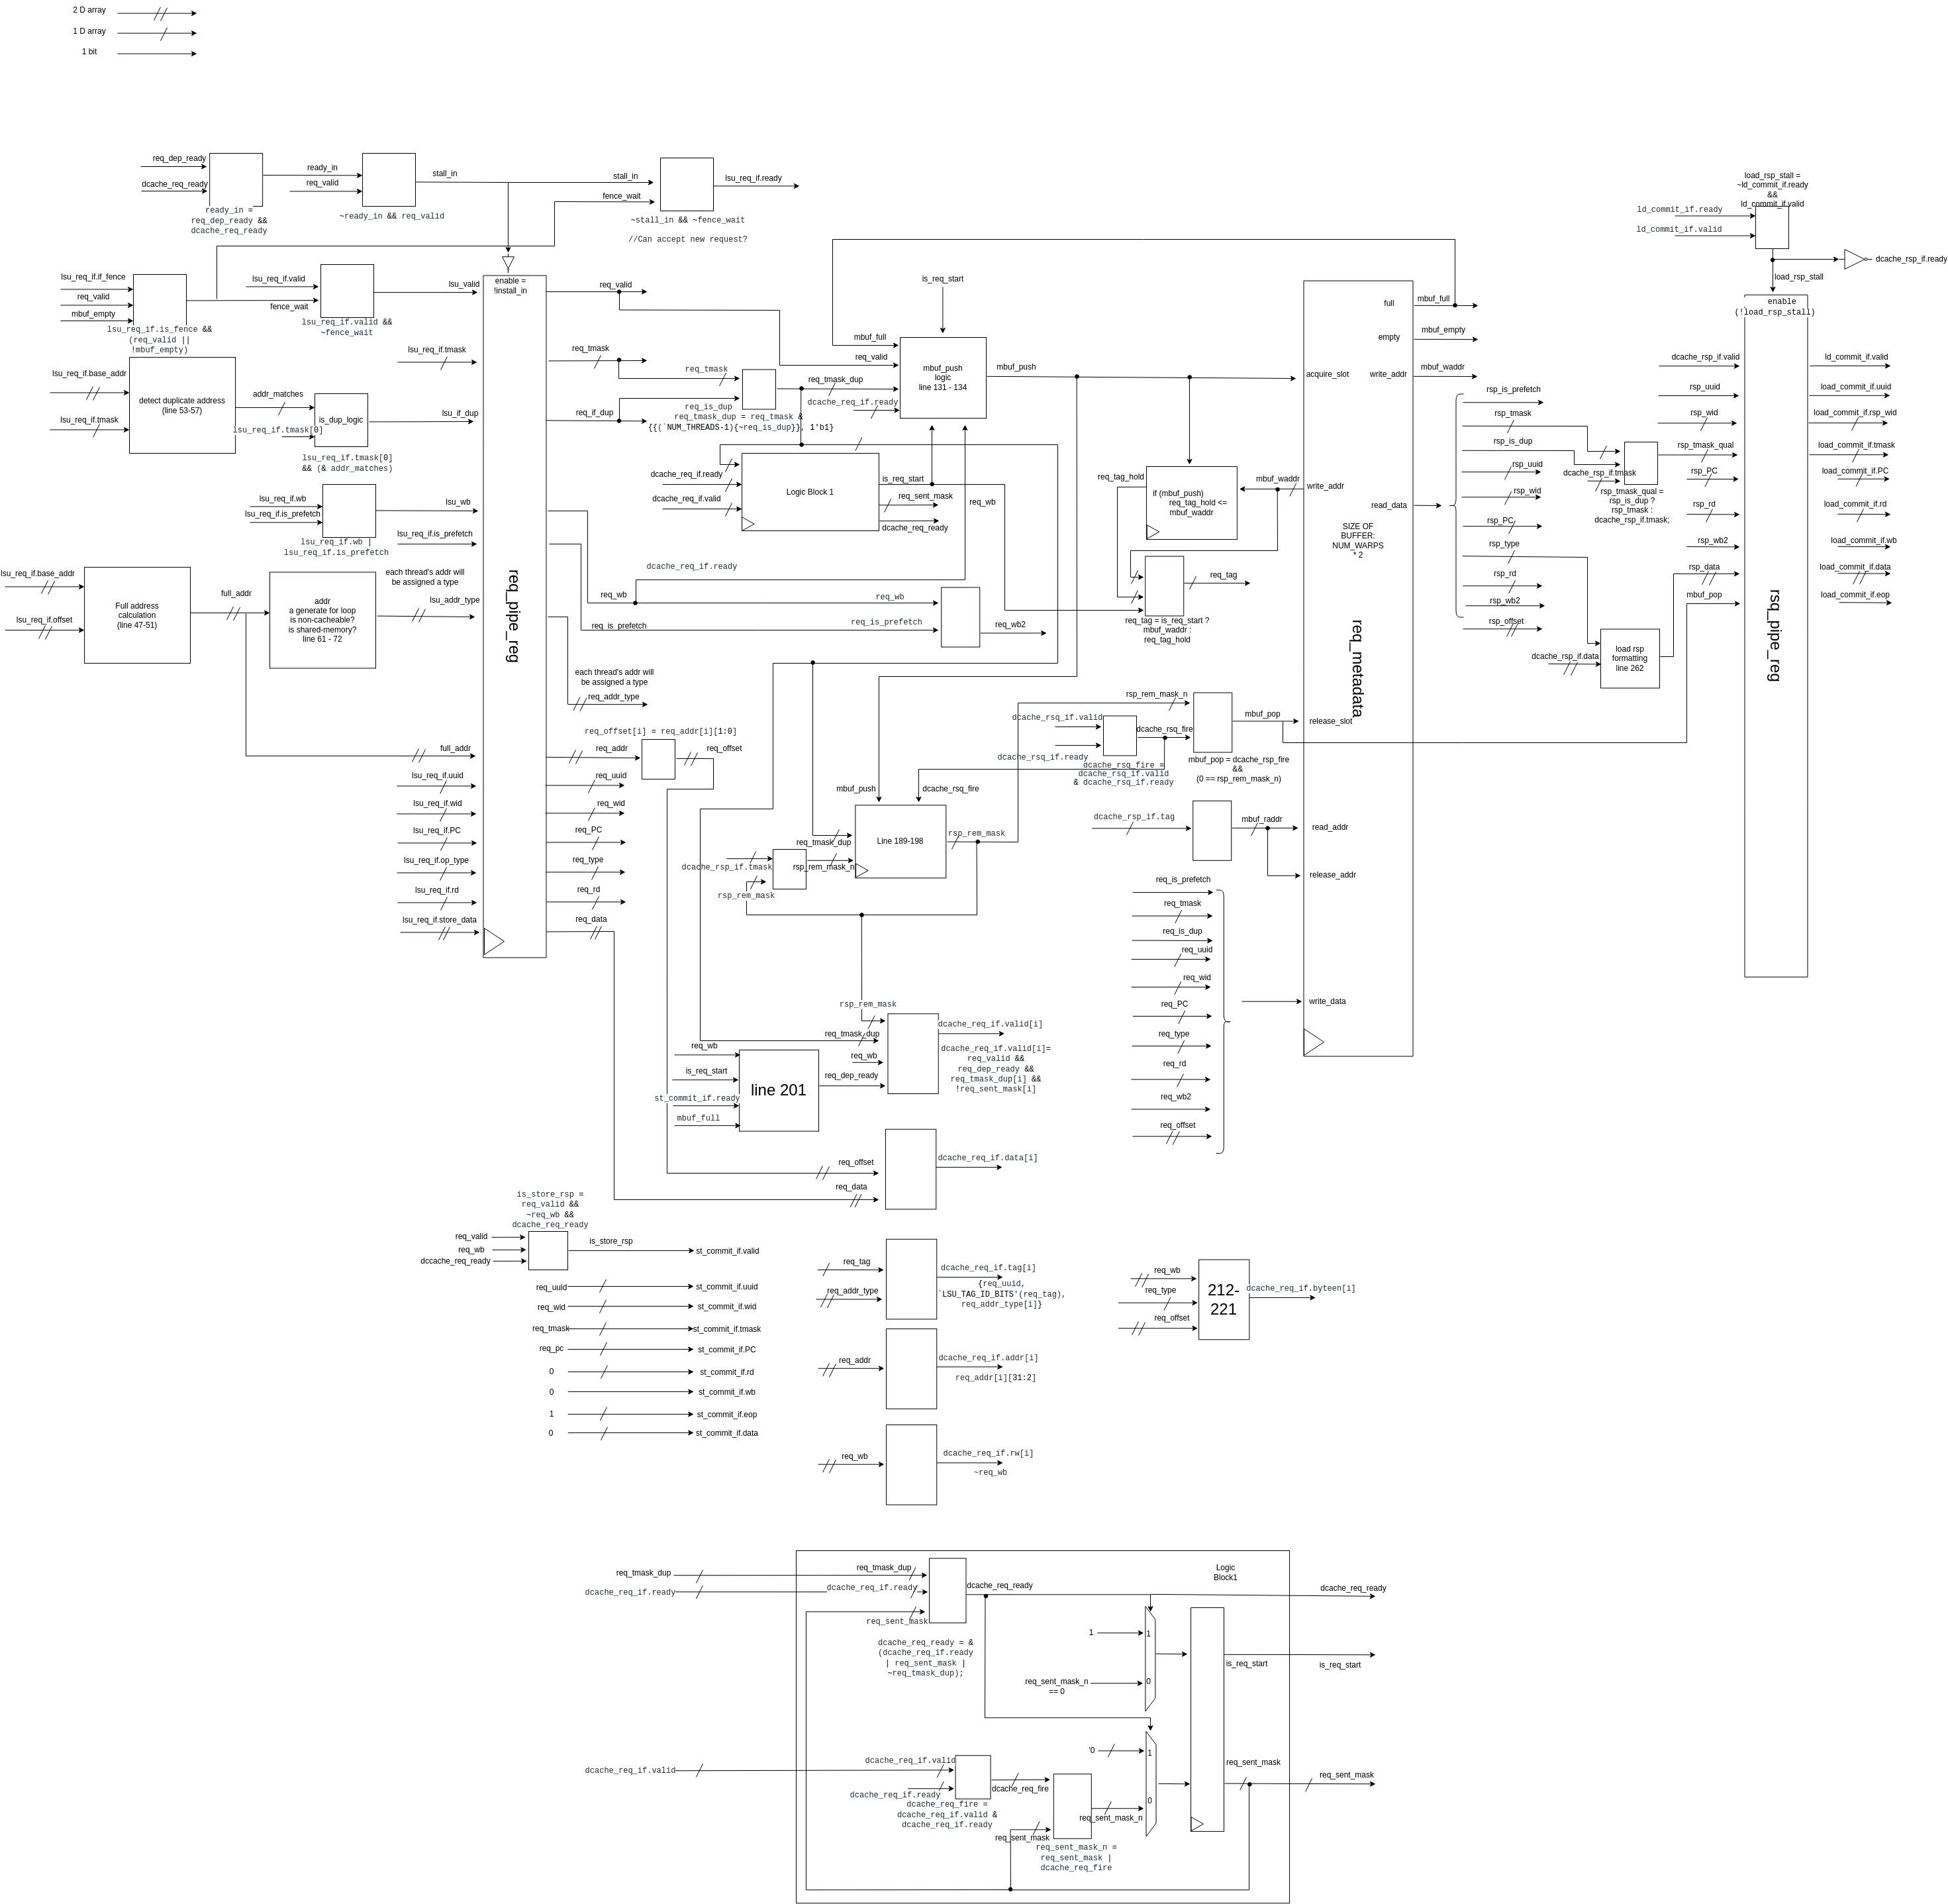 2 D array
1 D array
1 bit
req_dep_ready
dcache_req_ready
ready_in =
req_dep_ready &&
dcache_req_ready
ready_in
req_valid
~ready_in && req_valid
stall_in
stall_in
fence_wait
~stall_in && ~fence_wait
//Can accept new request?
lsu_req_if.ready
lsu_req_if.if_fence
req_valid
mbuf_empty
lsu_req_if.is_fence &&
(req_valid ||
!mbuf_empty)
lsu_req_if.valid
fence_wait
lsu_req_if.valid &&
~fence_wait
lsu_valid
lsu_req_if.base_addr
lsu_req_if.tmask
detect duplicate address
(line 53-57)
addr_matches
lsu_req_if.tmask[0]
is_dup_logic
lsu_req_if.tmask[0]
&& (& addr_matches)
lsu_req_if.tmask
lsu_if_dup
lsu_req_if.wb
lsu_req_if.is_prefetch
lsu_req_if.wb |
lsu_req_if.is_prefetch
lsu_wb
lsu_req_if.is_prefetch
lsu_req_if.base_addr
lsu_req_if.offset
Full address
calculation
(line 47-51)
full_addr
addr
a generate for loop
is non-cacheable?
is shared-memory?
line 61 - 72
each thread's addr will
be assigned a type
lsu_addr_type
full_addr
lsu_req_if.uuid
lsu_req_if.wid
lsu_req_if.PC
lsu_req_if.op_type
lsu_req_if.rd
lsu_req_if.store_data
enable =
!install_in
req_pipe_reg
req_valid
req_tmask
req_if_dup
req_wb
req_is_prefetch
each thread's addr will
be assigned a type
req_addr_type
req_offset[i] = req_addr[i][1:0]
req_addr
req_offset
req_uuid
req_wid
req_PC
req_type
req_rd
req_data
req_tmask
req_is_dup
req_tmask_dup = req_tmask &
{{(`NUM_THREADS-1){~req_is_dup}}, 1'b1}
req_tmask_dup
is_req_start
mbuf_full
req_valid
dcache_req_if.ready
mbuf_push
logic
line 131 - 134
mbuf_push
dcache_req_if.ready
dcache_req_if.valid
Logic Block 1
is_req_start
req_sent_mask
dcache_req_ready
req_wb
dcache_req_if.ready
req_wb
req_is_prefetch
req_wb2
req_tag_hold
if (mbuf_push)
req_tag_hold <=
mbuf_waddr
mbuf_waddr
req_tag
req_tag = is_req_start ?
mbuf_waddr :
req_tag_hold
dcache_rsq_if.valid
dcache_rsq_if.ready
dcache_rsq_fire
dcache_rsq_fire =
dcache_rsq_if.valid
& dcache_rsq_if.ready
rsp_rem_mask_n
mbuf_pop
mbuf_pop = dcache_rsp_fire
&&
(0 == rsp_rem_mask_n)
mbuf_push
dcache_rsq_fire
Line 189-198
rsp_rem_mask
req_tmask_dup
rsp_rem_mask_n
dcache_rsp_if.tmask
rsp_rem_mask
dcache_rsp_if.tag
mbuf_raddr
req_is_prefetch
req_tmask
req_is_dup
req_uuid
req_wid
req_PC
req_type
req_rd
req_wb2
req_offset
full
empty
acquire_slot
write_addr
write_addr
read_data
SIZE OF
BUFFER:
NUM_WARPS
* 2
req_metadata
release_slot
read_addr
release_addr
write_data
mbuf_full
mbuf_empty
mbuf_waddr
rsp_is_prefetch
rsp_tmask
rsp_is_dup
rsp_uuid
rsp_wid
rsp_PC
rsp_type
rsp_rd
rsp_wb2
rsp_offset
dcache_rsp_if.tmask
rsp_tmask_qual =
rsp_is_dup ?
rsp_tmask :
dcache_rsp_if.tmask;
dcache_rsp_if.data
load rsp
formatting
line 262
load_rsp_stall =
~ld_commit_if.ready
&&
ld_commit_if.valid
ld_commit_if.ready
ld_commit_if.valid
load_rsp_stall
dcache_rsp_if.ready
enable
(!load_rsp_stall)
rsq_pipe_reg
dcache_rsp_if.valid
rsp_uuid
rsp_wid
rsp_tmask_qual
rsp_PC
rsp_rd
rsp_wb2
rsp_data
mbuf_pop
ld_commit_if.valid
load_commit_if.uuid
load_commit_if.rsp_wid
load_commit_if.tmask
load_commit_if.PC
load_commit_if.rd
load_commit_if.wb
load_commit_if.data
load_commit_if.eop
rsp_rem_mask
req_tmask_dup
req_wb
req_dep_ready
req_wb
is_req_start
st_commit_if.ready
mbuf_full
line 201
dcache_req_if.valid[i]
dcache_req_if.valid[i]=
req_valid &&
req_dep_ready &&
req_tmask_dup[i] &&
!req_sent_mask[i]
req_offset
req_data
dcache_req_if.data[i]
is_store_rsp =
req_valid &&
~req_wb &&
dcache_req_ready
req_valid
req_wb
dccache_req_ready
is_store_rsp
st_commit_if.valid
req_uuid
st_commit_if.uuid
req_wid
st_commit_if.wid
req_tmask
st_commit_if.tmask
req_pc
st_commit_if.PC
0
st_commit_if.rd
0
st_commit_if.wb
1
st_commit_if.eop
0
st_commit_if.data
req_tag
req_addr_type
dcache_req_if.tag[i]
{req_uuid,
`LSU_TAG_ID_BITS'(req_tag),
req_addr_type[i]}
req_addr
dcache_req_if.addr[i]
req_addr[i][31:2]
req_wb
dcache_req_if.rw[i]
~req_wb
req_wb
req_type
req_offset
212-
221
dcache_req_if.byteen[i]
Logic
Block1
req_tmask_dup
dcache_req_if.ready
req_tmask_dup
dcache_req_if.ready
req_sent_mask
dcache_req_ready = &
(dcache_req_if.ready
| req_sent_mask |
~req_tmask_dup);
dcache_req_ready
dcache_req_ready
1
1
req_sent_mask_n
== 0
0
is_req_start
is_req_start
'0
1
0
req_sent_mask
req_sent_mask
dcache_req_if.valid
dcache_req_if.valid
dcache_req_if.ready
dcache_req_fire =
dcache_req_if.valid &
dcache_req_if.ready
dcache_req_fire
req_sent_mask
req_sent_mask_n
req_sent_mask_n =
req_sent_mask |
dcache_req_fire